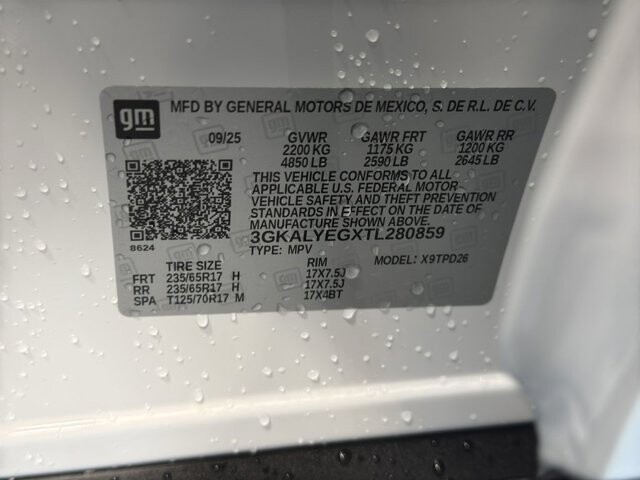 gm
MFD BY GENERAL MOTORS DE MEXICO, S. DE R.L. DE C.V.
09/25 GVWR GAWR FRT GAWR RR
2200 KG 1175 KG 1200 KG
4850 LB 2590 LB 2645 LB
THIS VEHICLE CONFORMS TO ALL
APPLICABLE U.S. FEDERAL MOTOR
VEHICLE SAFETY AND THEFT PREVENTION
STANDARDS IN EFFECT ON THE DATE OF
MANUFACTURE SHOWN ABOVE.
3GKALYEGXTL280859
8624 TYPE: MPV MODEL: X9TPD26
TIRE SIZE RIM
FRT 235/65R17 H 17X7.5J
RR 235/65R17 H 17X7.5J
SPA T125/70R17 M 17X4BT